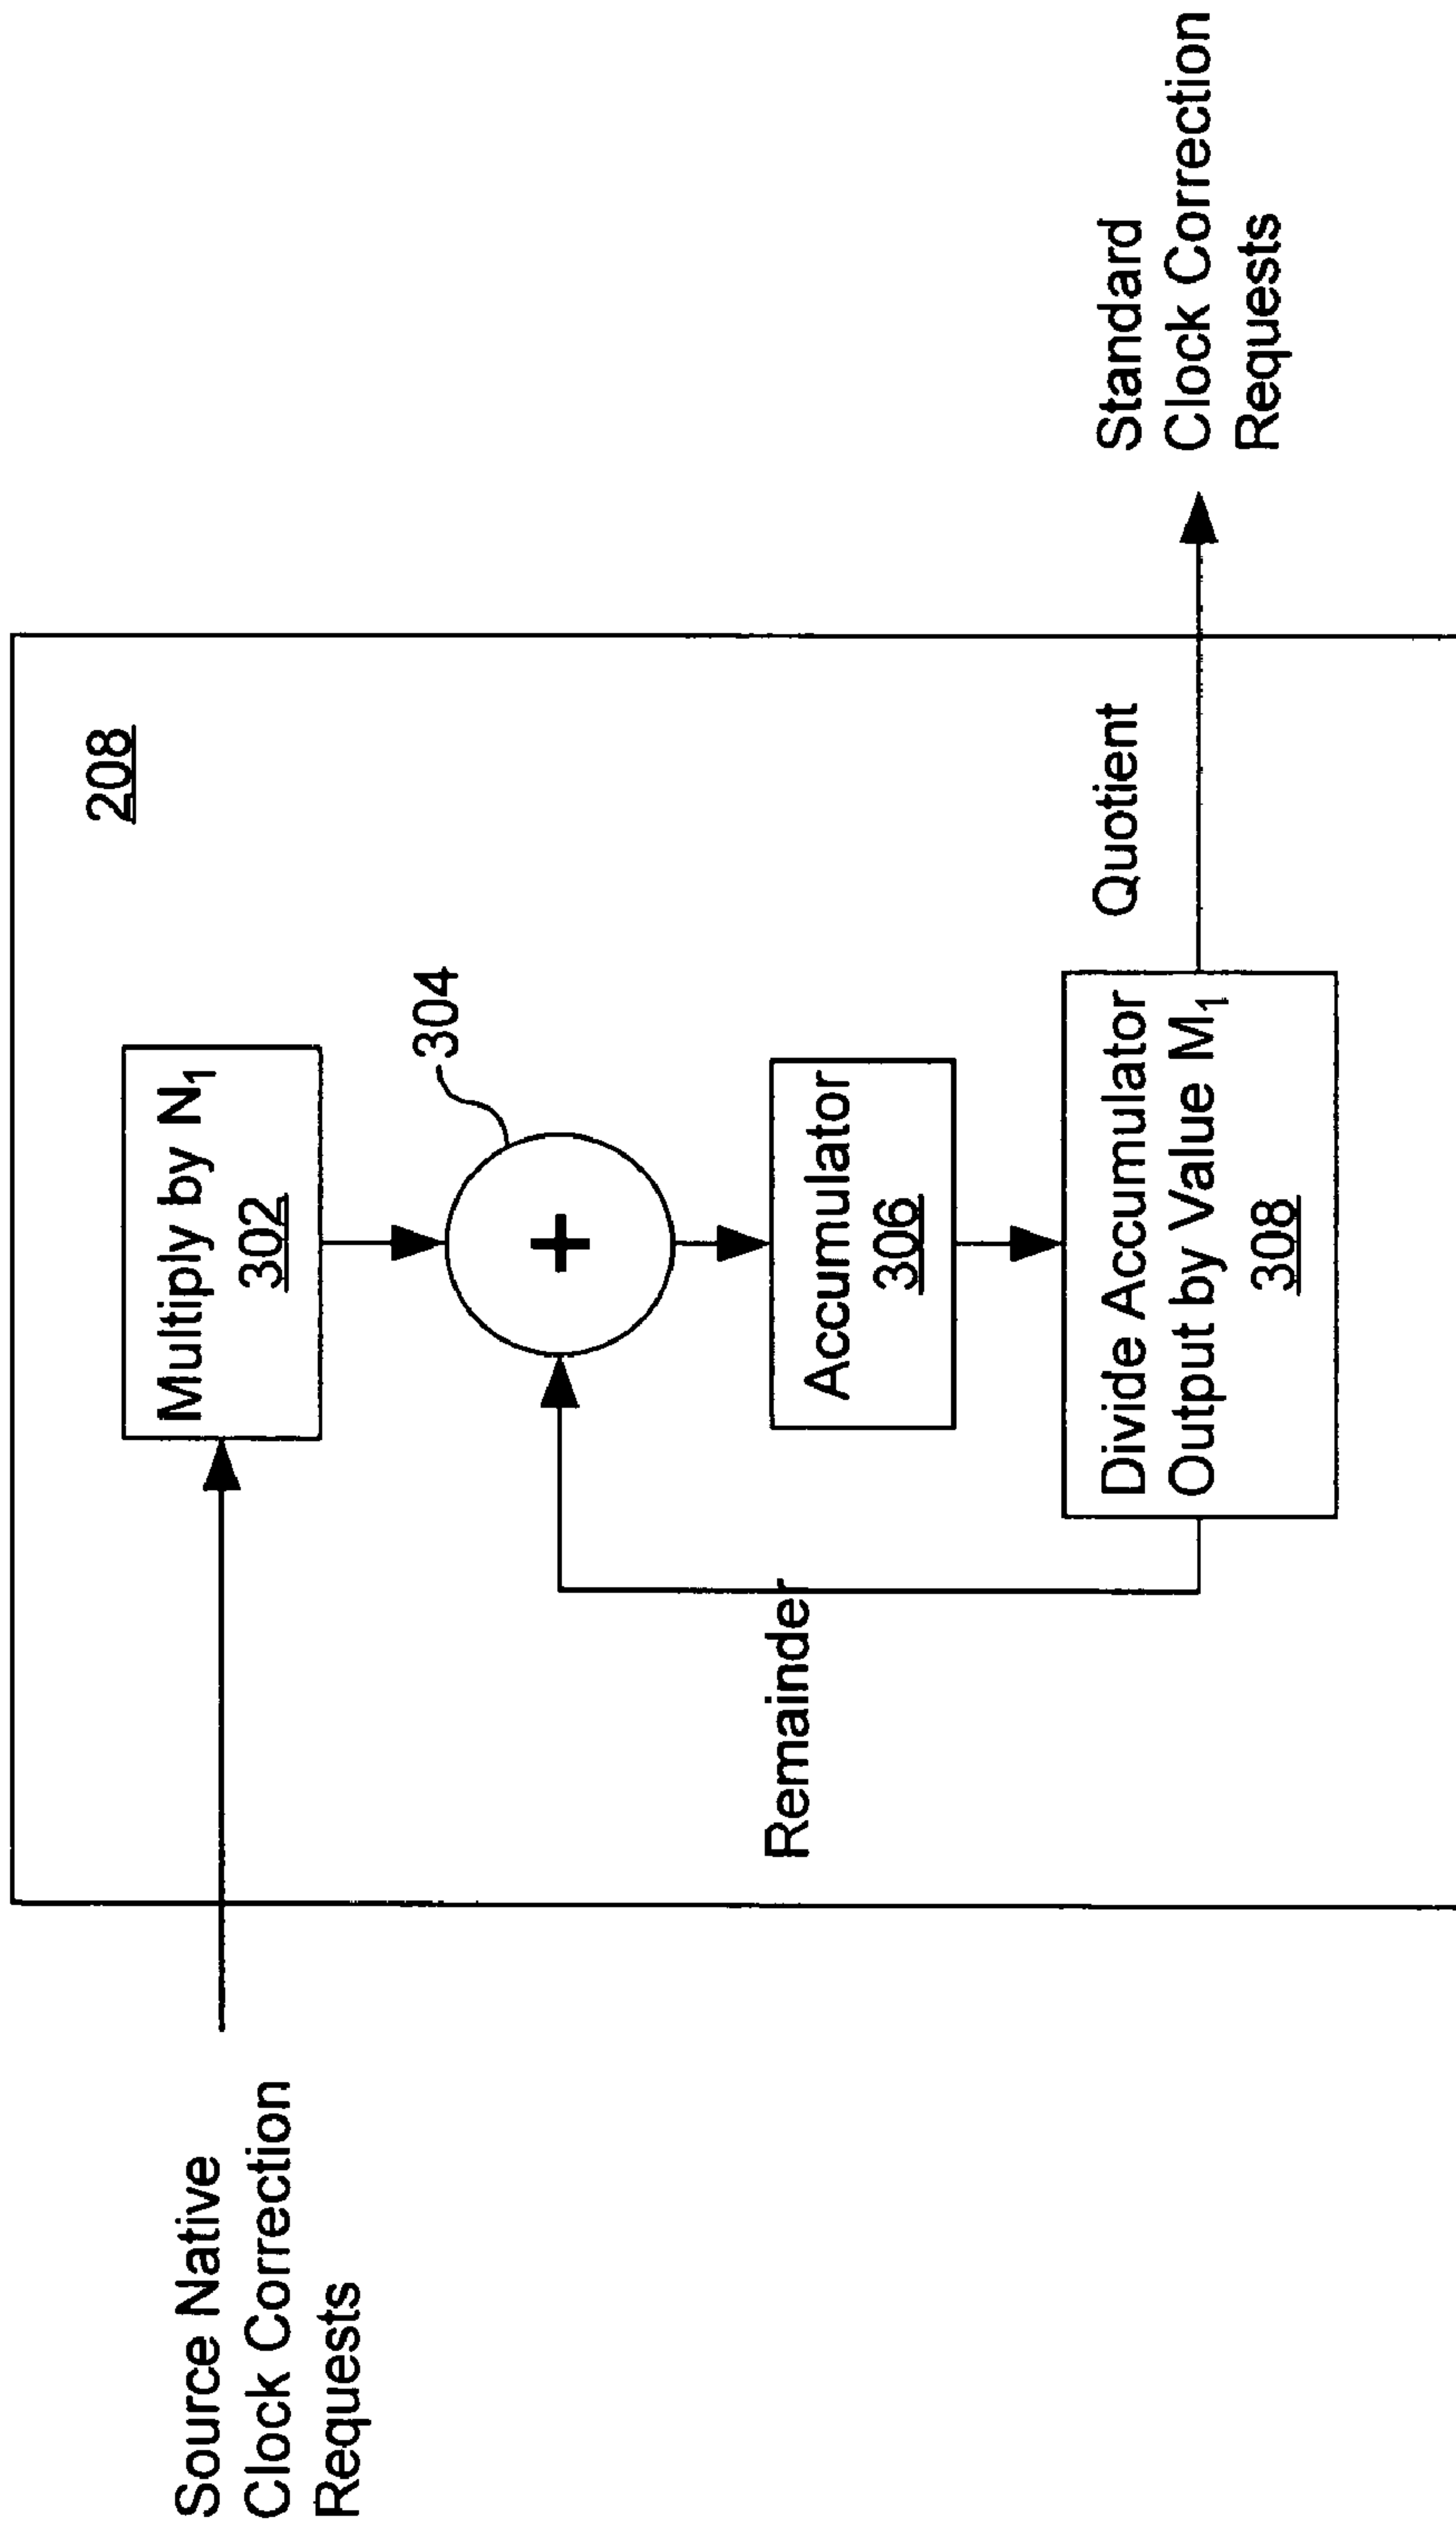 Source Native
Clock Correction
Requests
208
Multiply by N₁
302
304
+
Accumulator
306
Remainder
Divide Accumulator
Output by Value M₁
308
Quotient
Standard
Clock Correction
Requests